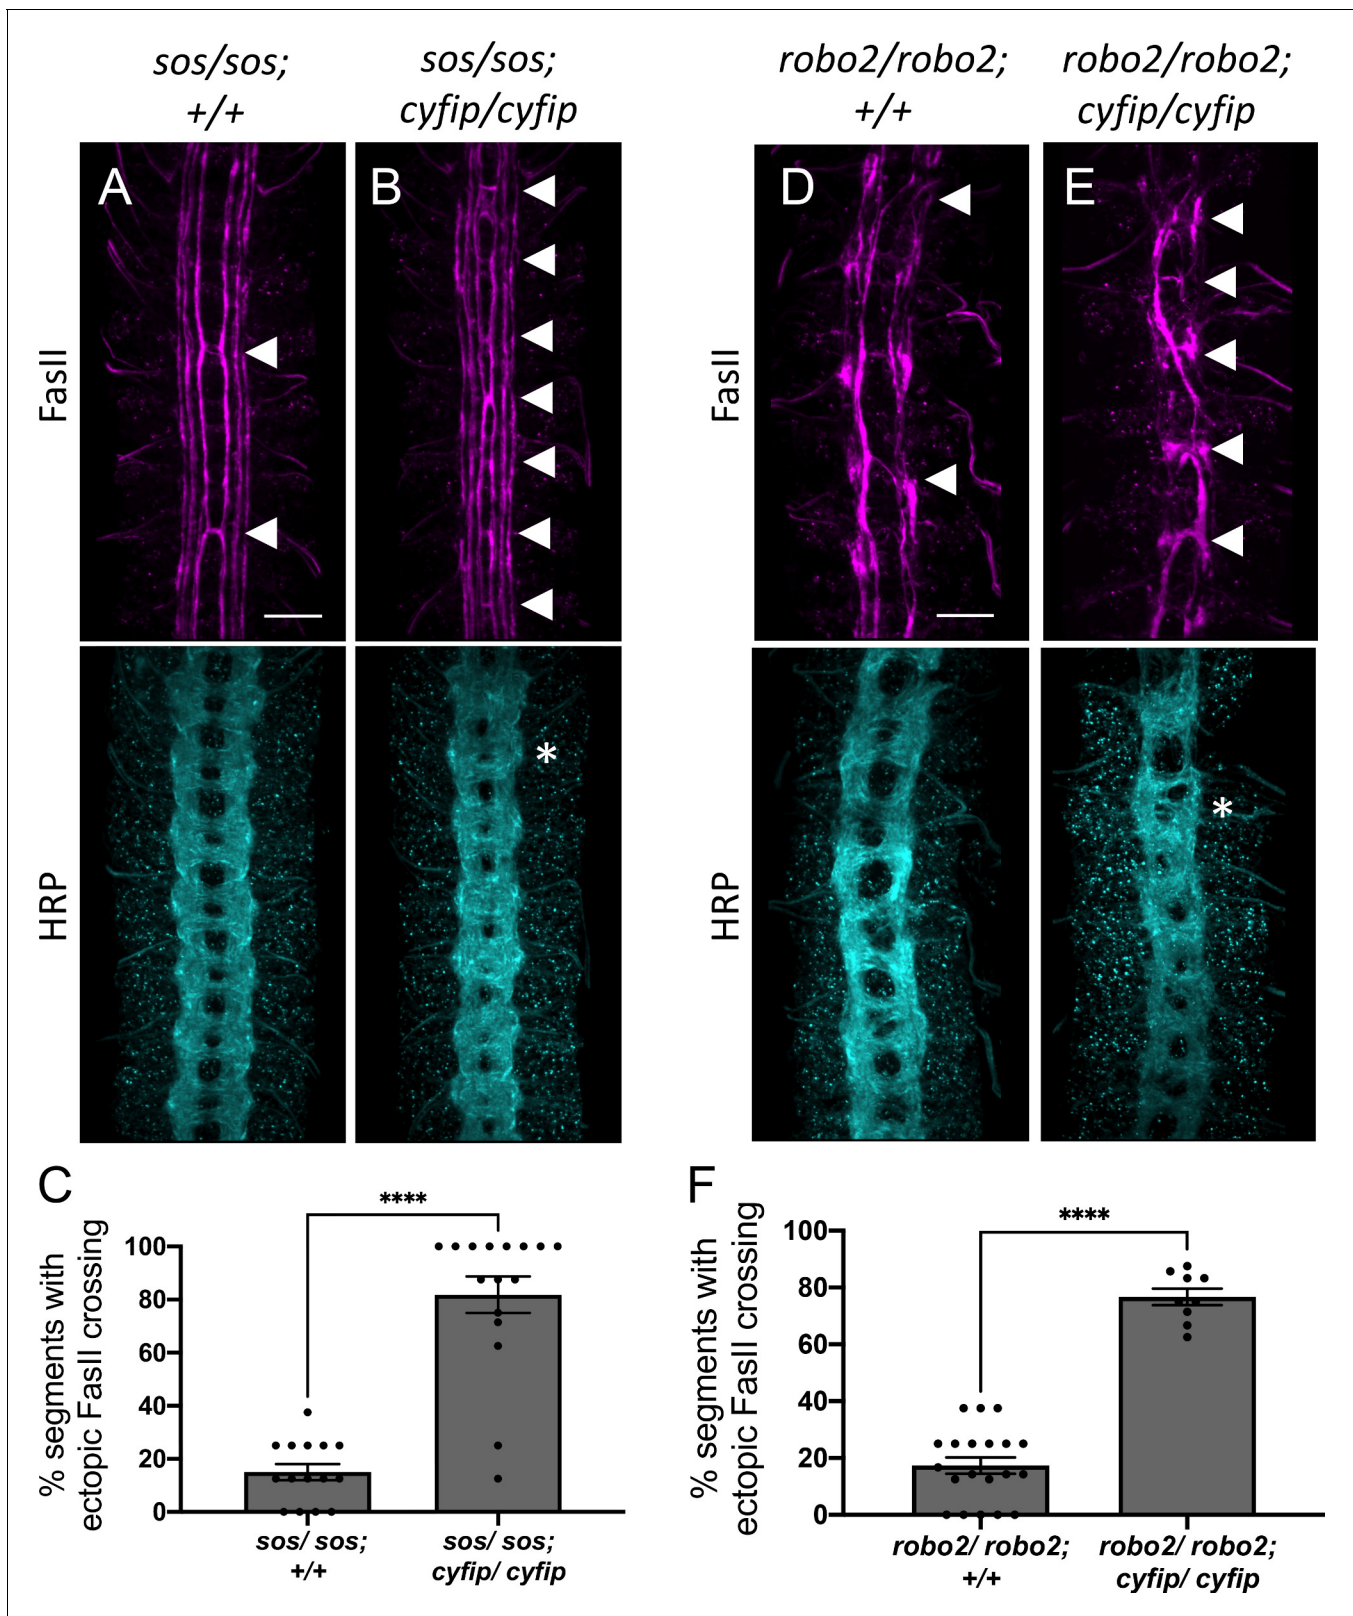 sos/sos;
+/+
sos/sos;
cyfip/cyfip
robo2/robo2;
+/+
robo2/robo2;
cyfip/cyfip
A
B
D
E
FasII
FasII
*
*
HRP
HRP
C
****
% segments with
ectopic FasII crossing
100
80
60
40
20
0
sos/ sos;
+/+
sos/ sos;
cyfip/ cyfip
F
****
% segments with
ectopic FasII crossing
100
80
60
40
20
0
robo2/ robo2;
+/+
robo2/ robo2;
cyfip/ cyfip